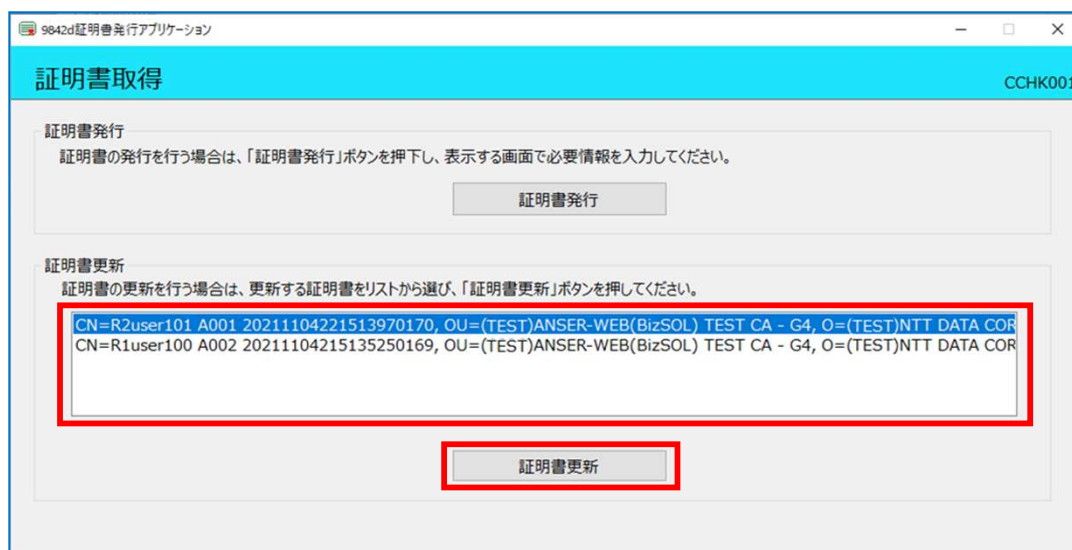 9842d証明書発行アプリケーション
証明書取得
CCHK001
証明書発行
証明書の発行を行う場合は、「証明書発行」ボタンを押下し、表示する画面で必要情報を入力してください。
証明書発行
証明書更新
証明書の更新を行う場合は、更新する証明書をリストから選び、「証明書更新」ボタンを押してください。
CN=R2user101 A001 20211104221513970170, OU=(TEST)ANSER-WEB(BizSOL) TEST CA - G4, O=(TEST)NTT DATA COR
CN=R1user100 A002 20211104215135250169, OU=(TEST)ANSER-WEB(BizSOL) TEST CA - G4, O=(TEST)NTT DATA COR
証明書更新